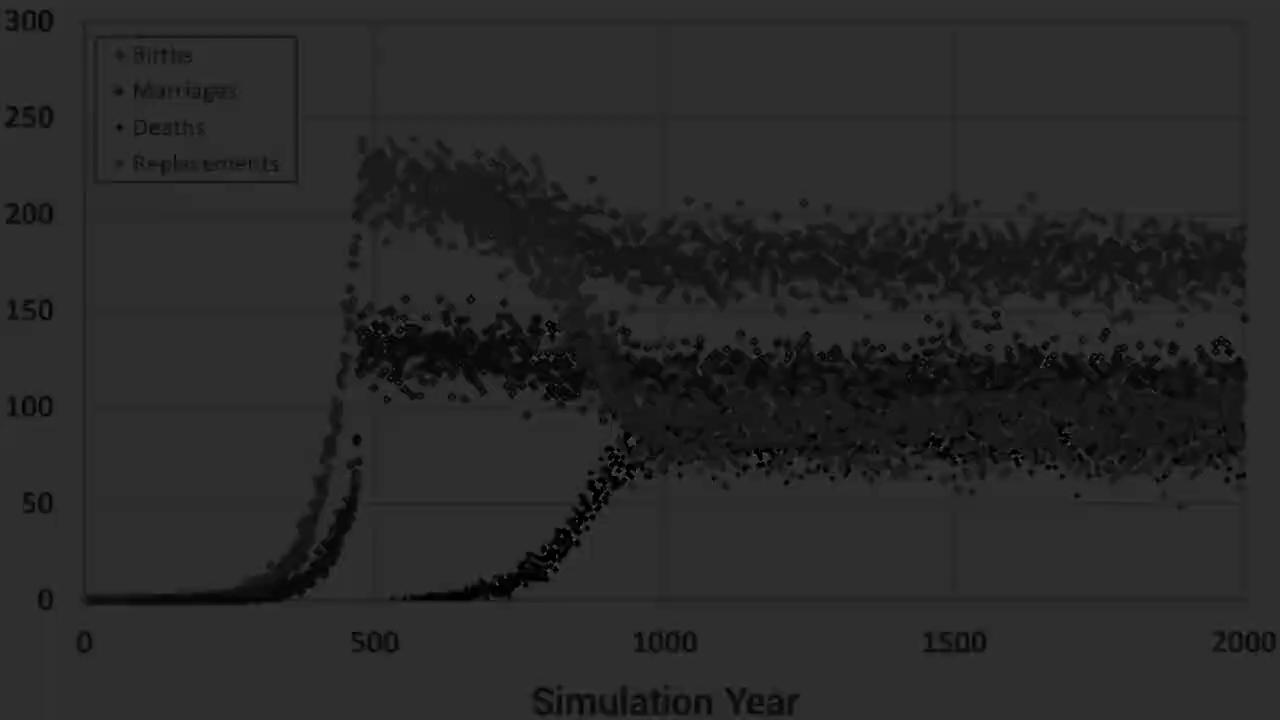 300
Births
Marriages
250
Deaths
Replacements
200
150
100
50
0
0 500 1000 1500 2000
Simulation Year